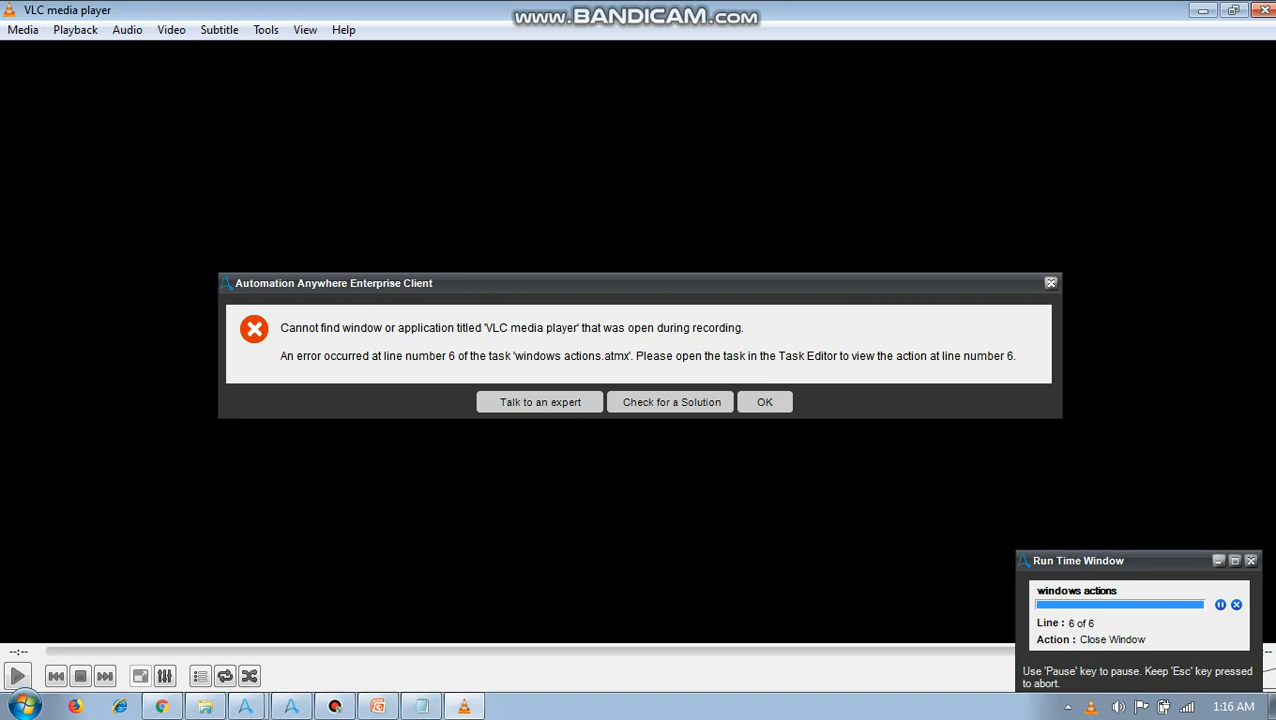 VLC media player
www.BANDICAM.com
Media Playback Audio Video Subtitle Tools View Help
Automation Anywhere Enterprise Client
Cannot find window or application titled 'VLC media player' that was open during recording.
An error occurred at line number 6 of the task 'windows actions.atmx'. Please open the task in the Task Editor to view the action at line number 6.
Talk to an expert Check for a Solution OK
Run Time Window
windows actions
Line : 6 of 6
Action : Close Window
Use 'Pause' key to pause. Keep 'Esc' key pressed
to abort.
--:--
1:16 AM